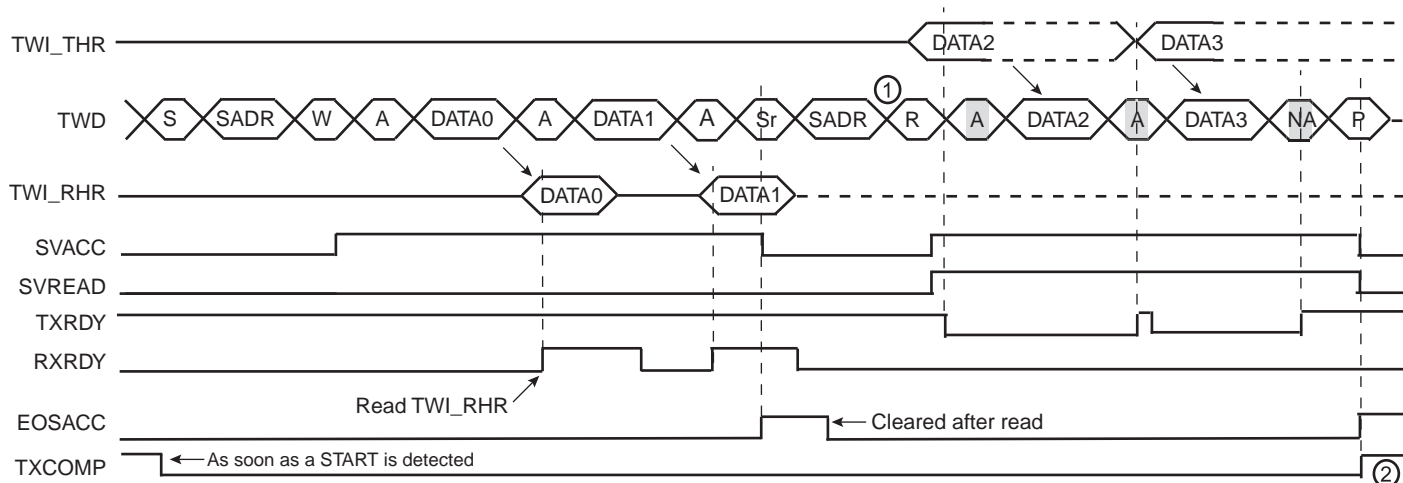 TWI_THR DATA2 DATA3
TWD S SADR W A DATA0 A DATA1 A Sr SADR 1 R A DATA2 A DATA3 NA P
TWI_RHR DATA0 DATA1
SVACC
SVREAD
TXRDY
RXRDY
Read TWI_RHR
EOSACC Cleared after read
TXCOMP As soon as a START is detected 2